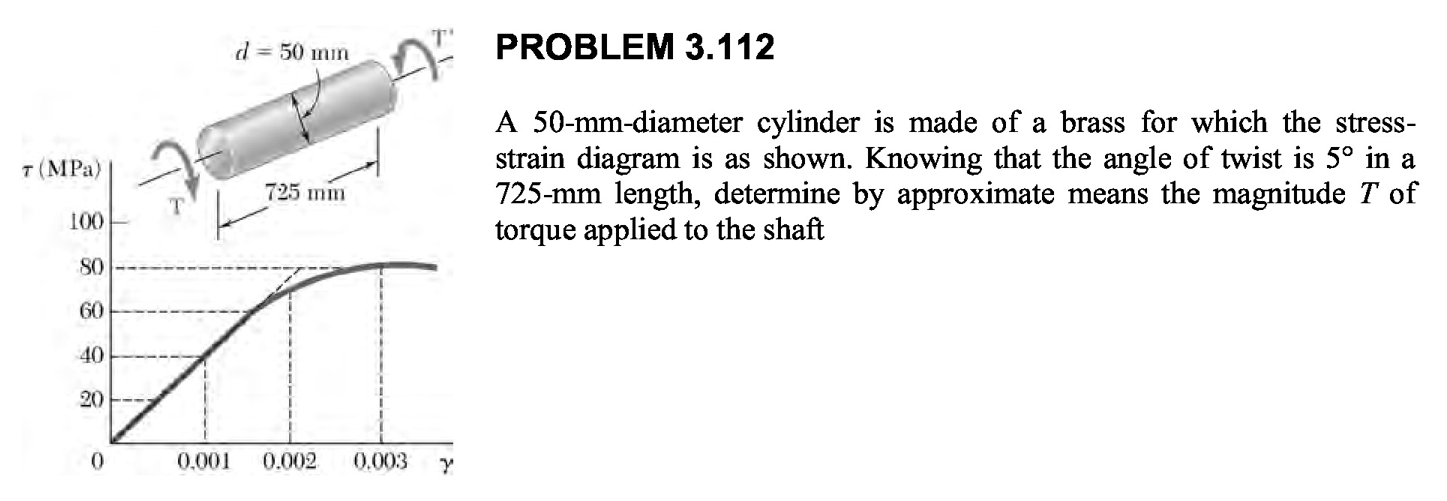 d = 50 mm
T'
PROBLEM 3.112
A 50-mm-diameter cylinder is made of a brass for which the stress-
strain diagram is as shown. Knowing that the angle of twist is 5° in a
725-mm length, determine by approximate means the magnitude T of
torque applied to the shaft
τ (MPa)
T
725 mm
100
80
60
40
20
0
0.001
0.002
0.003
γ